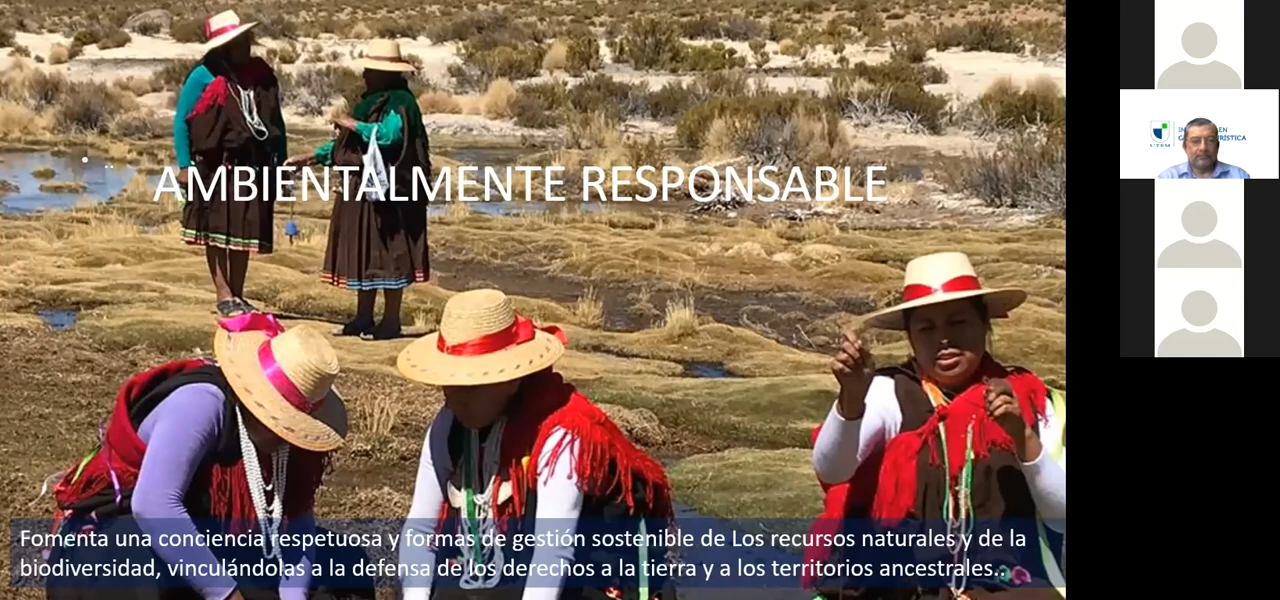 AMBIENTALMENTE RESPONSABLE
Fomenta una conciencia respetuosa y formas de gestión sostenible de Los recursos naturales y de la
biodiversidad, vinculándolas a la defensa de los derechos a la tierra y a los territorios ancestrales..
UTEM